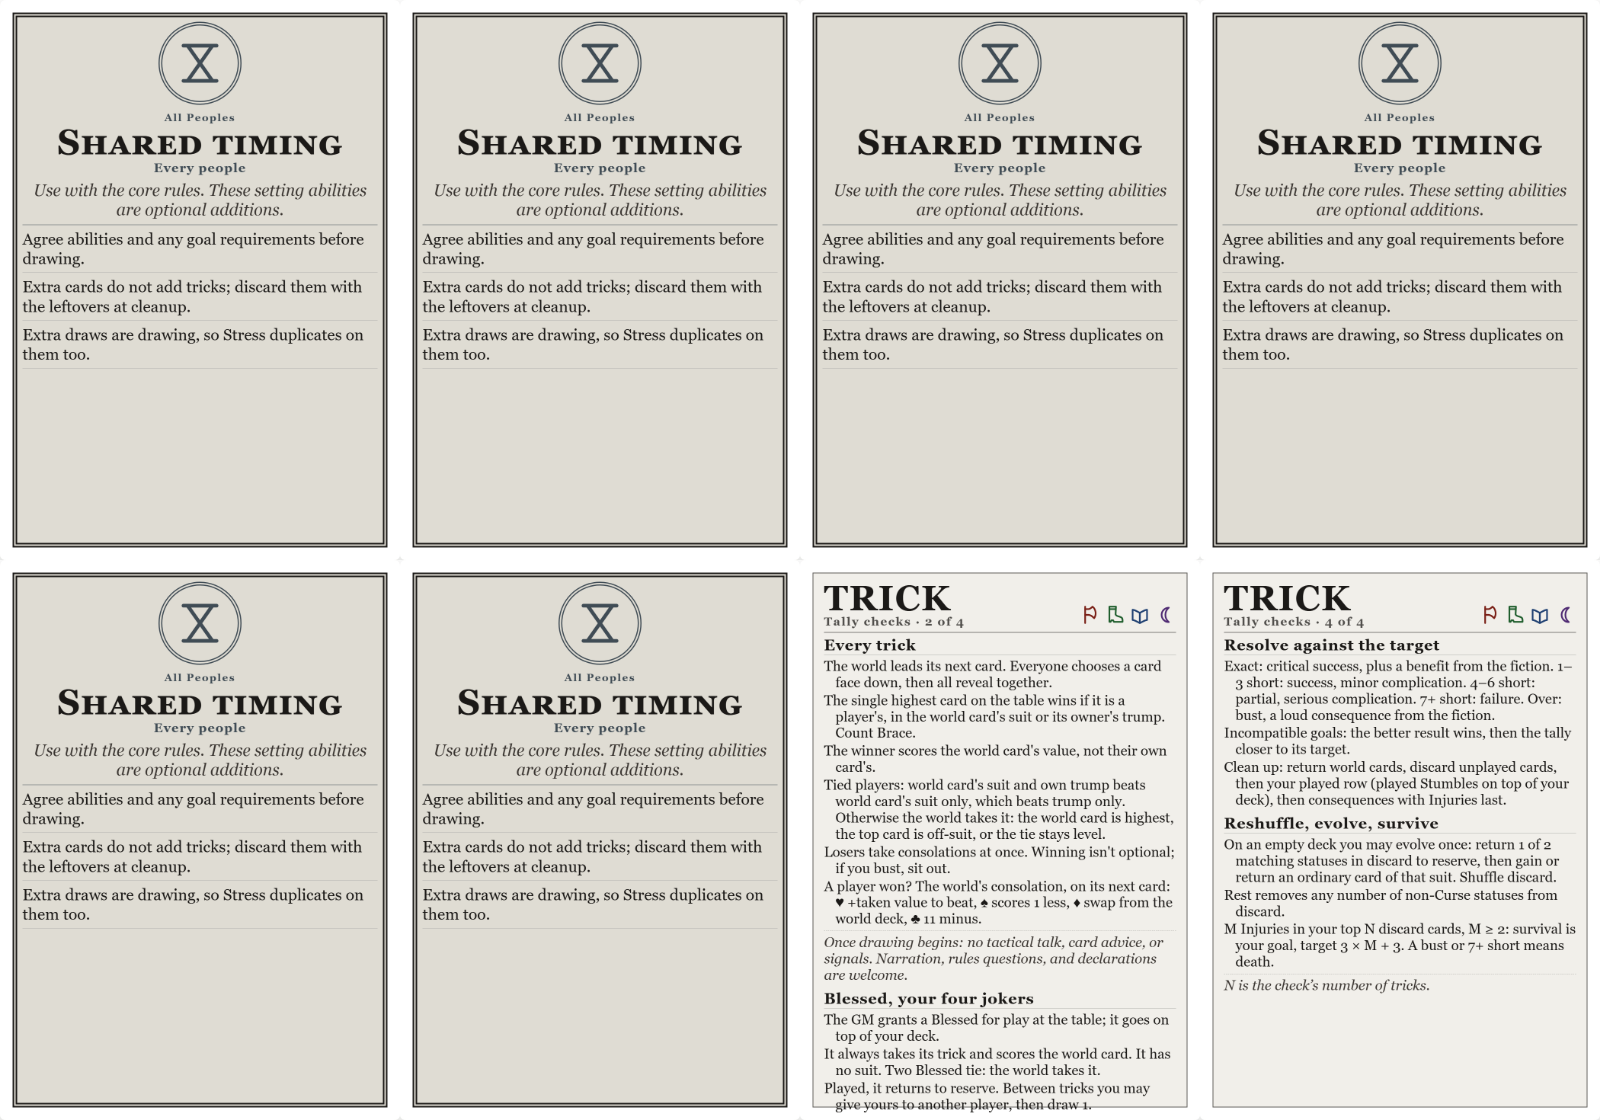 All Peoples
SHARED TIMING
Every people
Use with the core rules. These setting abilities
are optional additions.
Agree abilities and any goal requirements before
drawing.
Extra cards do not add tricks; discard them with
the leftovers at cleanup.
Extra draws are drawing, so Stress duplicates on
them too.
All Peoples
SHARED TIMING
Every people
Use with the core rules. These setting abilities
are optional additions.
Agree abilities and any goal requirements before
drawing.
Extra cards do not add tricks; discard them with
the leftovers at cleanup.
Extra draws are drawing, so Stress duplicates on
them too.
All Peoples
SHARED TIMING
Every people
Use with the core rules. These setting abilities
are optional additions.
Agree abilities and any goal requirements before
drawing.
Extra cards do not add tricks; discard them with
the leftovers at cleanup.
Extra draws are drawing, so Stress duplicates on
them too.
All Peoples
SHARED TIMING
Every people
Use with the core rules. These setting abilities
are optional additions.
Agree abilities and any goal requirements before
drawing.
Extra cards do not add tricks; discard them with
the leftovers at cleanup.
Extra draws are drawing, so Stress duplicates on
them too.
All Peoples
SHARED TIMING
Every people
Use with the core rules. These setting abilities
are optional additions.
Agree abilities and any goal requirements before
drawing.
Extra cards do not add tricks; discard them with
the leftovers at cleanup.
Extra draws are drawing, so Stress duplicates on
them too.
All Peoples
SHARED TIMING
Every people
Use with the core rules. These setting abilities
are optional additions.
Agree abilities and any goal requirements before
drawing.
Extra cards do not add tricks; discard them with
the leftovers at cleanup.
Extra draws are drawing, so Stress duplicates on
them too.
TRICK
Tally checks · 2 of 4
Every trick
The world leads its next card. Everyone chooses a card
face down, then all reveal together.
The single highest card on the table wins if it is a
player's, in the world card's suit or its owner's trump.
Count Brace.
The winner scores the world card's value, not their own
card's.
Tied players: world card's suit and own trump beats
world card's suit only, which beats trump only.
Otherwise the world takes it: the world card is highest,
the top card is off-suit, or the tie stays level.
Losers take consolations at once. Winning isn't optional;
if you bust, sit out.
A player won? The world's consolation, on its next card:
♥ +taken value to beat, ♠ scores 1 less, ♦ swap from the
world deck, ♣ 11 minus.
Once drawing begins: no tactical talk, card advice, or
signals. Narration, rules questions, and declarations
are welcome.
Blessed, your four jokers
The GM grants a Blessed for play at the table; it goes on
top of your deck.
It always takes its trick and scores the world card. It has
no suit. Two Blessed tie: the world takes it.
Played, it returns to reserve. Between tricks you may
give yours to another player, then draw 1.
TRICK
Tally checks · 4 of 4
Resolve against the target
Exact: critical success, plus a benefit from the fiction. 1–
3 short: success, minor complication. 4–6 short:
partial, serious complication. 7+ short: failure. Over:
bust, a loud consequence from the fiction.
Incompatible goals: the better result wins, then the tally
closer to its target.
Clean up: return world cards, discard unplayed cards,
then your played row (played Stumbles on top of your
deck), then consequences with Injuries last.
Reshuffle, evolve, survive
On an empty deck you may evolve once: return 1 of 2
matching statuses in discard to reserve, then gain or
return an ordinary card of that suit. Shuffle discard.
Rest removes any number of non-Curse statuses from
discard.
M Injuries in your top N discard cards, M ≥ 2: survival is
your goal, target 3 × M + 3. A bust or 7+ short means
death.
N is the check’s number of tricks.